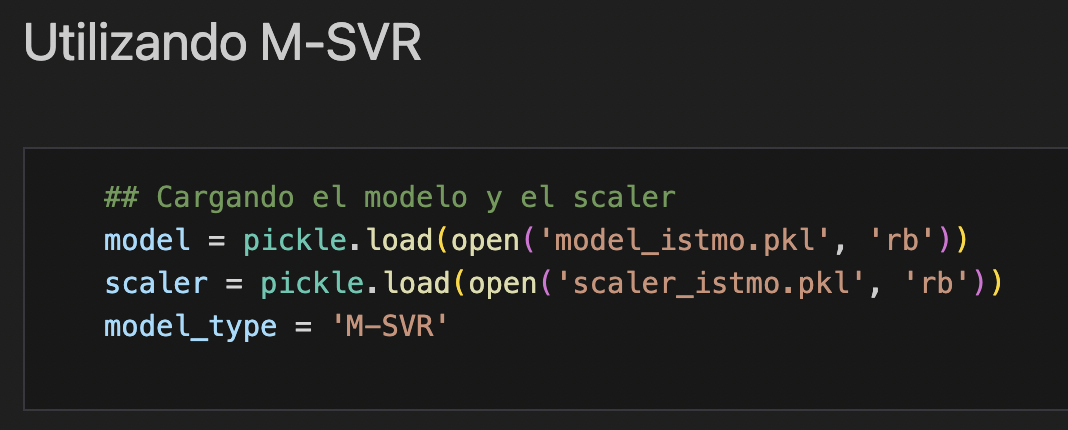 Utilizando M-SVR
## Cargando el modelo y el scaler
model = pickle.load(open('model_istmo.pkl', 'rb'))
scaler = pickle.load(open('scaler_istmo.pkl', 'rb'))
model_type = 'M-SVR'